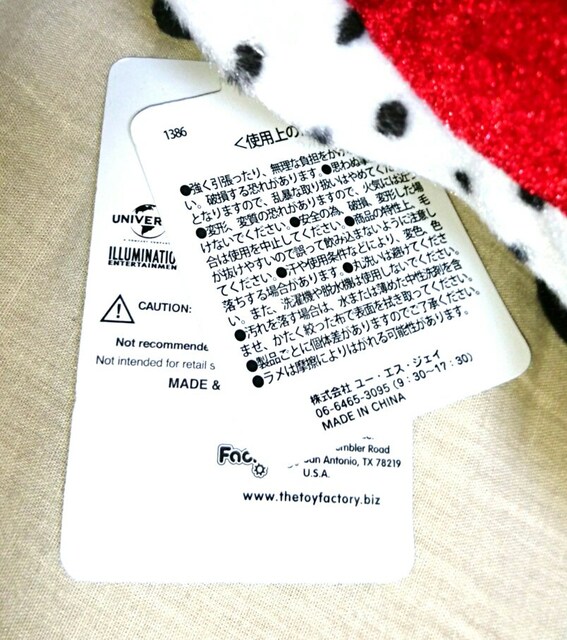 1386
<使用上の
●強く引張ったり、無理な負担をか
い。破損する恐れがあります。●思わぬ
となりますので、乱暴な取り扱いはやめてく
●変形、変質の恐れがありますので、火気には近づ
けないでください。●安全の為、破損、変形した場
合は使用を中止してください。●商品の特性上、毛
が抜けやすいので誤って飲み込まないように注意し
てください。●汗や使用条件などにより、変色、色
落ちする場合があります。●丸洗いは避けてくださ
い。また、洗濯機や脱水機は使用しないでください。
●汚れを落す場合は、水または薄めた中性洗剤を含
ませ、かたく絞った布で表面を拭き取ってください。
●製品ごとに個体差がありますのでご了承ください。
●ラメは摩擦によりはがれる可能性があります。
株式会社 ユー・エス・ジェイ
06-6465-3095 (9:30~17:30)
MADE IN CHINA
UNIVER
A COMCAST COMPANY
ILLUMINATIO
ENTERTAINMEN
CAUTION:
Not recommende
Not intended for retail s
MADE &
Fac
mbler Road
San Antonio, TX 78219
U.S.A.
www.thetoyfactory.biz